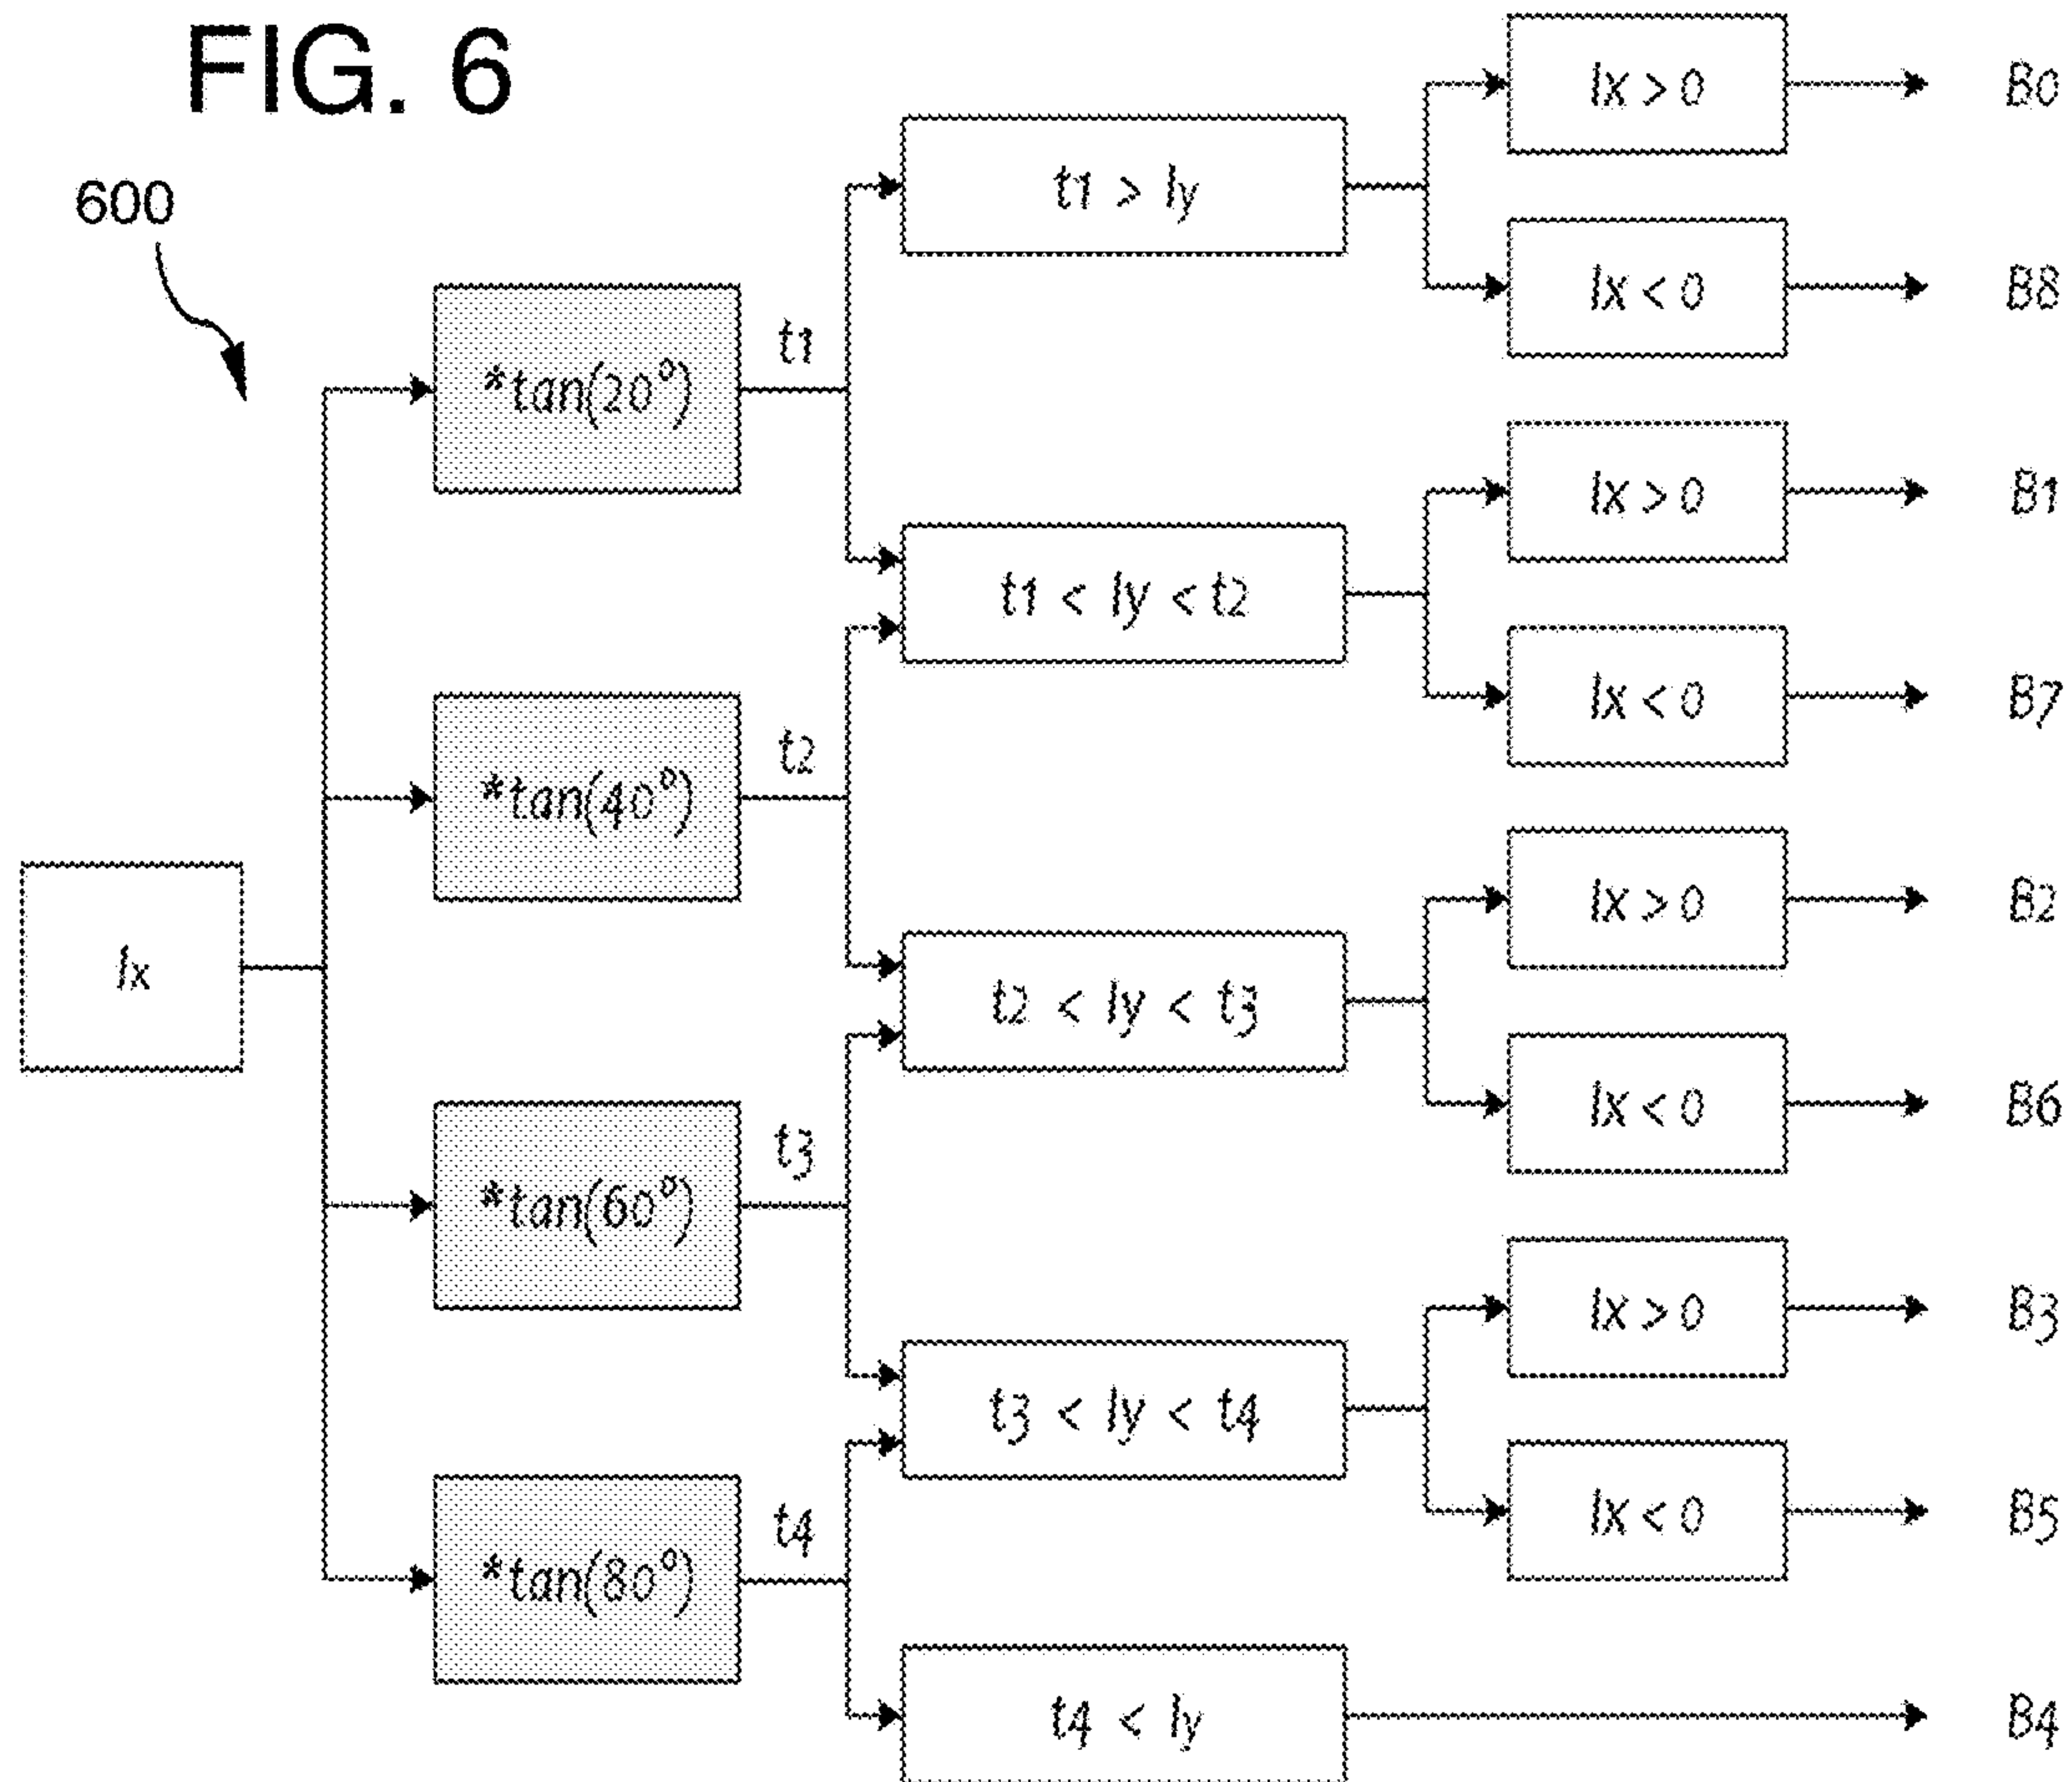 FIG. 6
600
Ix
*tan(20°)
*tan(40°)
*tan(60°)
*tan(80°)
t1
t2
t3
t4
t1 > Iy
t1 < Iy < t2
t2 < Iy < t3
t3 < Iy < t4
t4 < Iy
Ix > 0
B0
Ix < 0
B8
Ix > 0
B1
Ix < 0
B7
Ix > 0
B2
Ix < 0
B6
Ix > 0
B3
Ix < 0
B5
B4